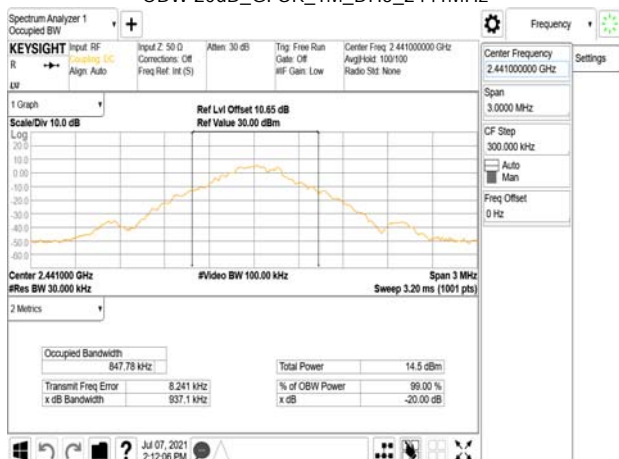 OBW 20dB_GFSK_1M_DH5_2441MHz
Spectrum Analyzer 1
Occupied BW
+
Frequency
KEYSIGHT
Input: RF
Coupling: DC
Align: Auto
Input Z: 50 Ω
Corrections: Off
Freq Ref: Int (S)
Atten: 30 dB
Trig: Free Run
Gate: Off
#IF Gain: Low
Center Freq: 2.441000000 GHz
Avg|Hold: 100/100
Radio Std: None
R
LVI
1 Graph
Scale/Div 10.0 dB
Ref Lvl Offset 10.65 dB
Ref Value 30.00 dBm
Log
20.0
10.0
0.00
-10.0
-20.0
-30.0
-40.0
-50.0
-60.0
Center 2.441000 GHz
#Res BW 30.000 kHz
#Video BW 100.00 kHz
Span 3 MHz
Sweep 3.20 ms (1001 pts)
2 Metrics
Occupied Bandwidth
847.78 kHz
Total Power 14.5 dBm
Transmit Freq Error 8.241 kHz
% of OBW Power 99.00 %
x dB Bandwidth 937.1 kHz
x dB -20.00 dB
Center Frequency
2.441000000 GHz
Settings
Span
3.0000 MHz
CF Step
300.000 kHz
Auto
Man
Freq Offset
0 Hz
?
Jul 07, 2021
2:12:06 PM